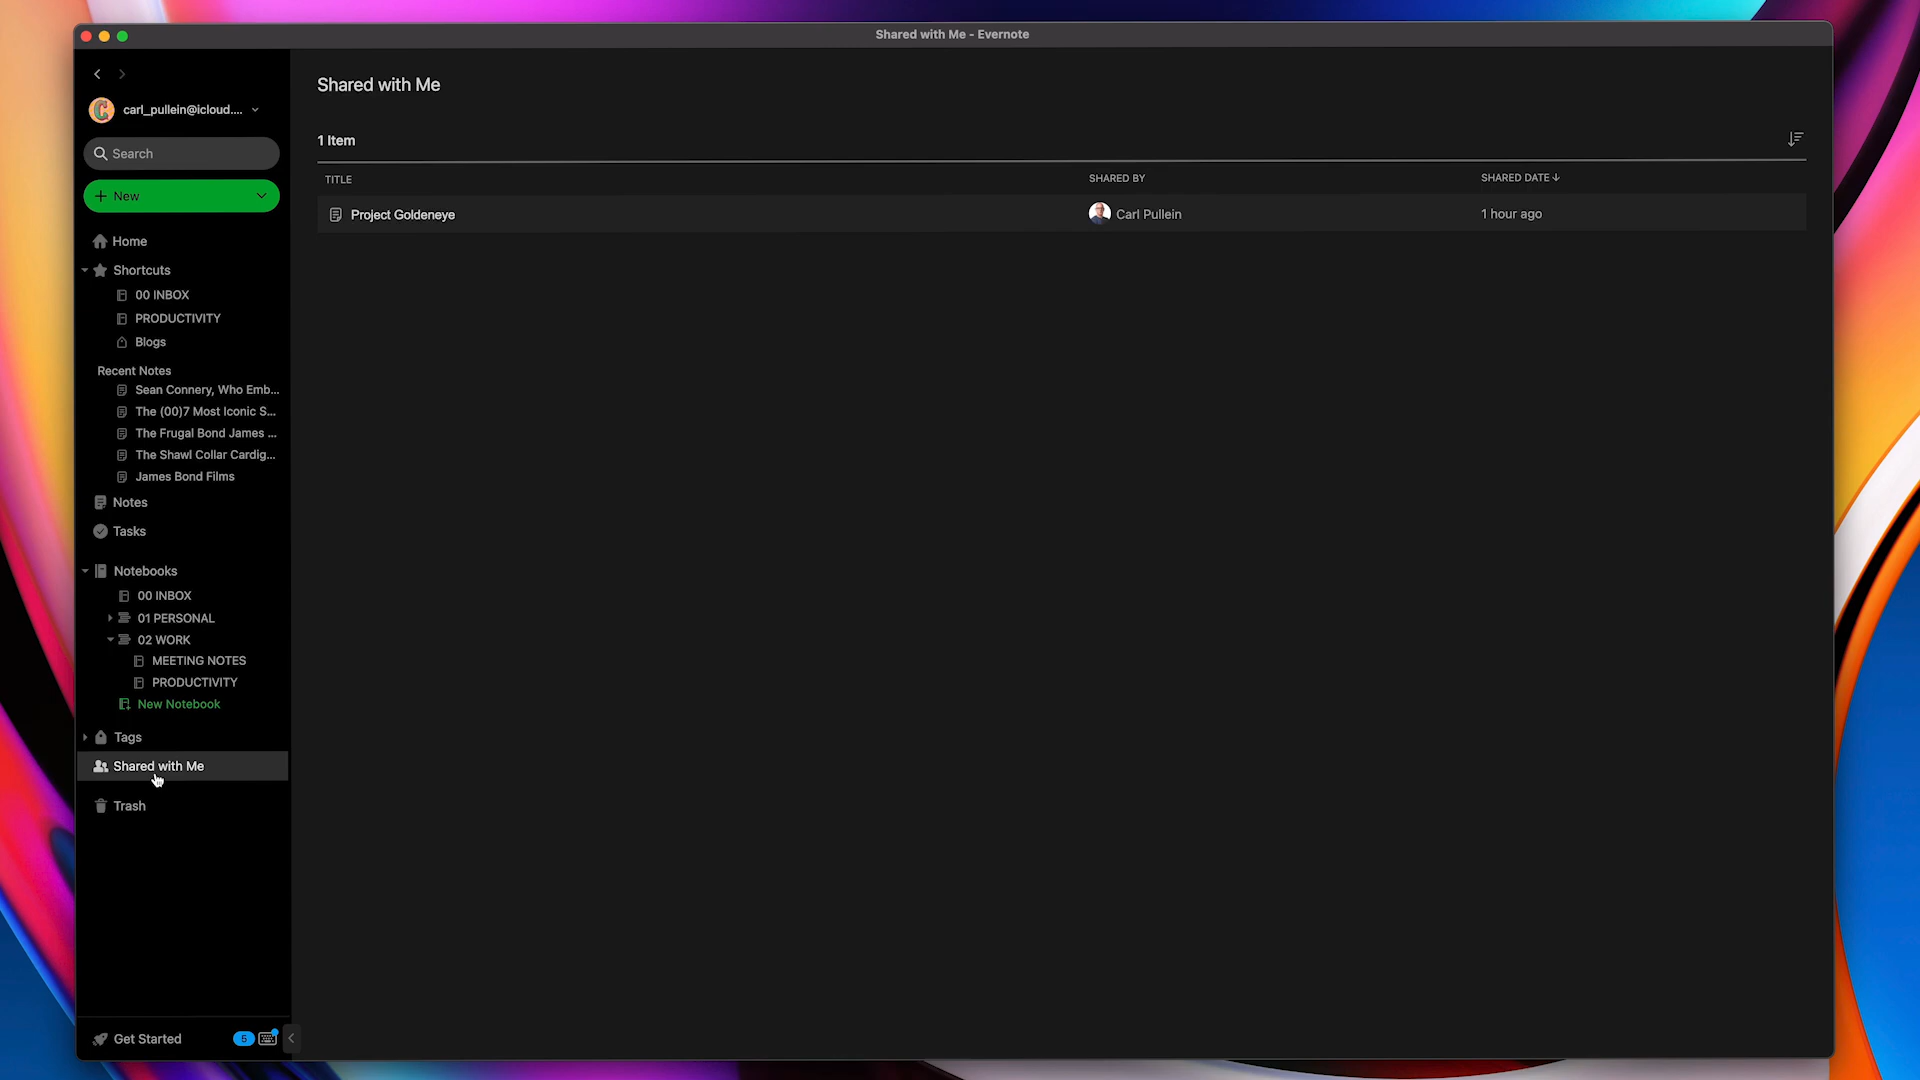 Shared with Me - Evernote
carl_pullein@icloud....
Search
New
Home
Shortcuts
00 INBOX
PRODUCTIVITY
Blogs
Recent Notes
Sean Connery, Who Emb...
The (00)7 Most Iconic S...
The Frugal Bond James ...
The Shawl Collar Cardig...
James Bond Films
Notes
Tasks
Notebooks
00 INBOX
01 PERSONAL
02 WORK
MEETING NOTES
PRODUCTIVITY
New Notebook
Tags
Shared with Me
Trash
Get Started 5
Shared with Me
1 Item
TITLE SHARED BY SHARED DATE
Project Goldeneye Carl Pullein 1 hour ago